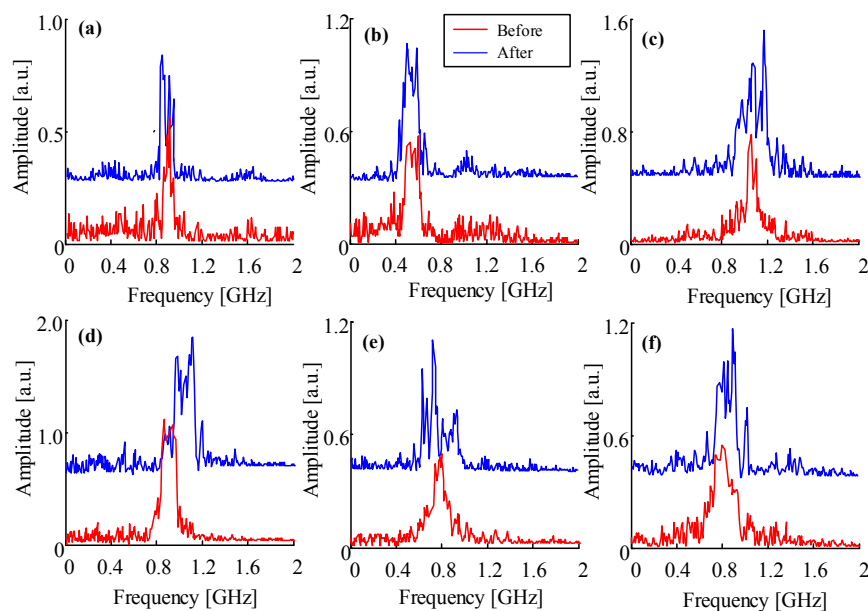 (a)
1.0
0.5
0
Amplitude [a.u.]
0 0.4 0.8 1.2 1.6 2
Frequency [GHz]
(b)
1.2
0.6
0
Amplitude [a.u.]
0 0.4 0.8 1.2 1.6 2
Frequency [GHz]
Before
After
(c)
1.6
0.8
0
Amplitude [a.u.]
0 0.4 0.8 1.2 1.6 2
Frequency [GHz]
(d)
2.0
1.0
0
Amplitude [a.u.]
0 0.4 0.8 1.2 1.6 2
Frequency [GHz]
(e)
1.2
0.6
0
Amplitude [a.u.]
0 0.4 0.8 1.2 1.6 2
Frequency [GHz]
(f)
1.2
0.6
0
Amplitude [a.u.]
0 0.4 0.8 1.2 1.6 2
Frequency [GHz]